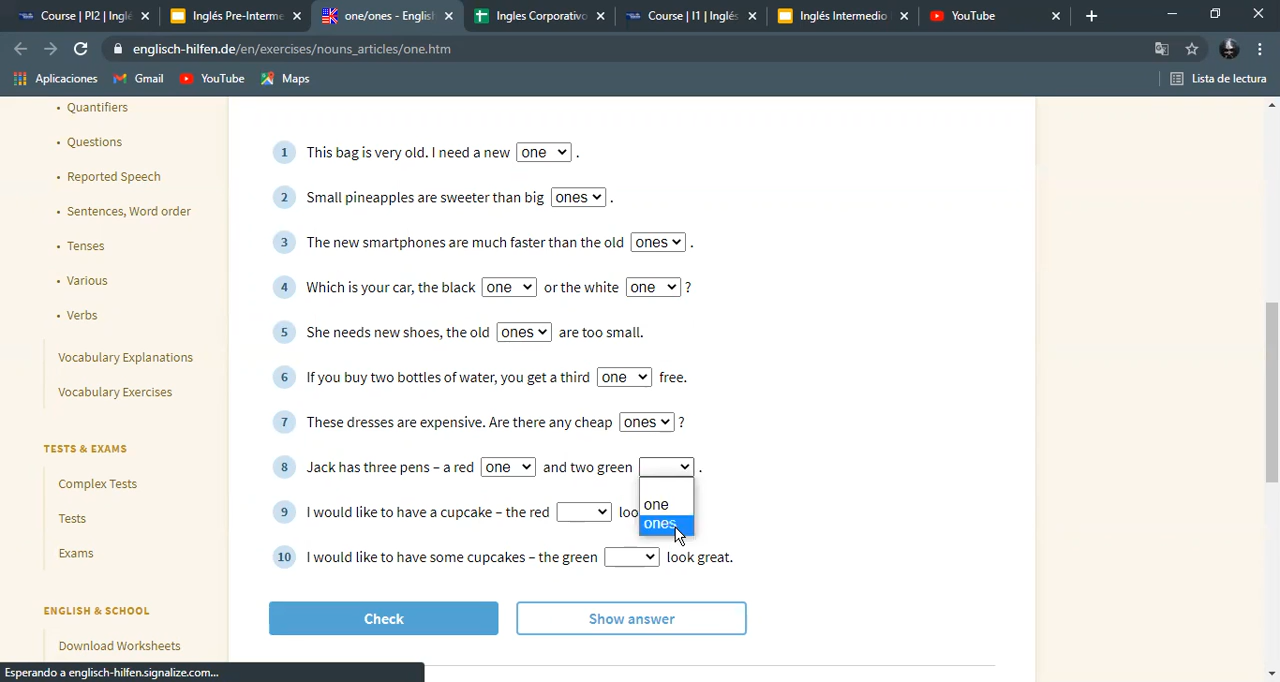 Course | PI2 | Inglé
Inglés Pre-Interme
one/ones - Englis
Ingles Corporativo
Course | I1 | Inglés
Inglés Intermedio
YouTube
englisch-hilfen.de/en/exercises/nouns_articles/one.htm
Aplicaciones
Gmail
YouTube
Maps
Lista de lectura
Quantifiers
Questions
Reported Speech
Sentences, Word order
Tenses
Various
Verbs
Vocabulary Explanations
Vocabulary Exercises
TESTS & EXAMS
Complex Tests
Tests
Exams
ENGLISH & SCHOOL
Download Worksheets
1 This bag is very old. I need a new one .
2 Small pineapples are sweeter than big ones .
3 The new smartphones are much faster than the old ones .
4 Which is your car, the black one or the white one ?
5 She needs new shoes, the old ones are too small.
6 If you buy two bottles of water, you get a third one free.
7 These dresses are expensive. Are there any cheap ones ?
8 Jack has three pens – a red one and two green .
one
ones
9 I would like to have a cupcake – the red loo
10 I would like to have some cupcakes – the green look great.
Check
Show answer
Esperando a englisch-hilfen.signalize.com...